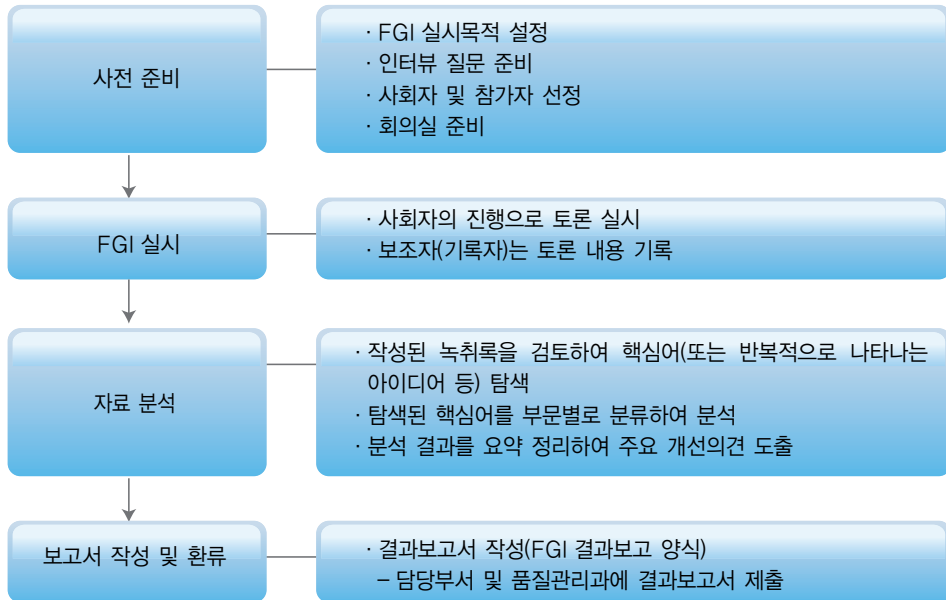 사전 준비
· FGI 실시목적 설정
· 인터뷰 질문 준비
· 사회자 및 참가자 선정
· 회의실 준비
FGI 실시
· 사회자의 진행으로 토론 실시
· 보조자(기록자)는 토론 내용 기록
자료 분석
· 작성된 녹취록을 검토하여 핵심어(또는 반복적으로 나타나는
아이디어 등) 탐색
· 탐색된 핵심어를 부문별로 분류하여 분석
· 분석 결과를 요약 정리하여 주요 개선의견 도출
보고서 작성 및 환류
· 결과보고서 작성(FGI 결과보고 양식)
– 담당부서 및 품질관리과에 결과보고서 제출